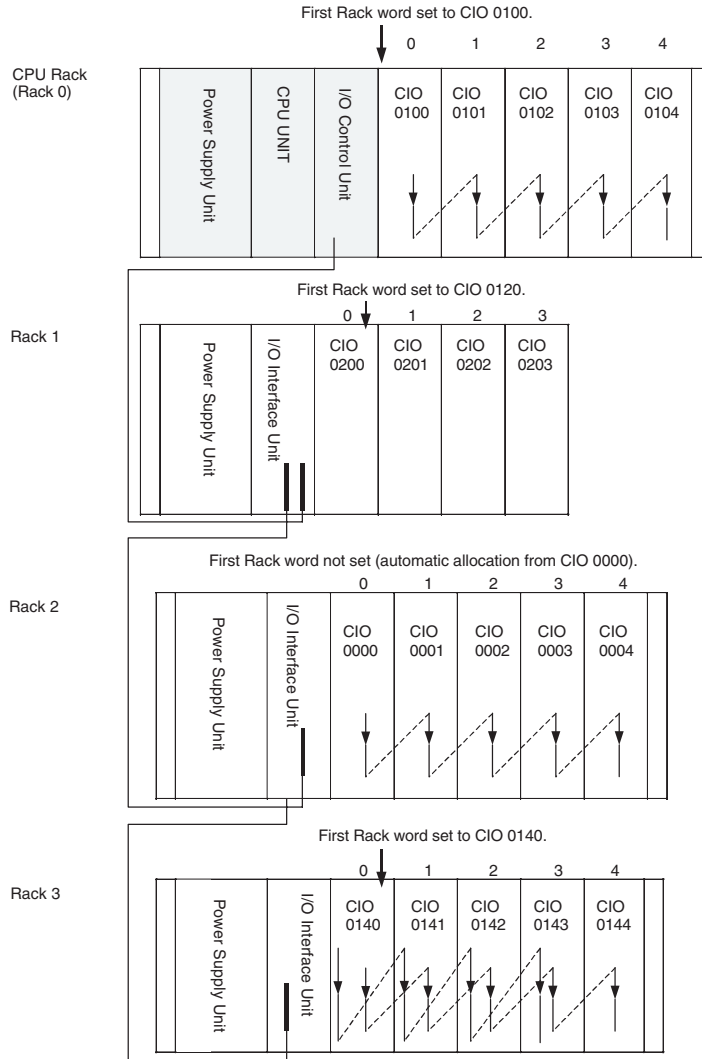 First Rack word set to CIO 0100.
0 1 2 3 4
CPU Rack
(Rack 0)
Power Supply Unit
CPU UNIT
I/O Control Unit
CIO 0100
CIO 0101
CIO 0102
CIO 0103
CIO 0104
First Rack word set to CIO 0120.
0 1 2 3
Rack 1
Power Supply Unit
I/O Interface Unit
CIO 0200
CIO 0201
CIO 0202
CIO 0203
First Rack word not set (automatic allocation from CIO 0000).
0 1 2 3 4
Rack 2
Power Supply Unit
I/O Interface Unit
CIO 0000
CIO 0001
CIO 0002
CIO 0003
CIO 0004
First Rack word set to CIO 0140.
0 1 2 3 4
Rack 3
Power Supply Unit
I/O Interface Unit
CIO 0140
CIO 0141
CIO 0142
CIO 0143
CIO 0144